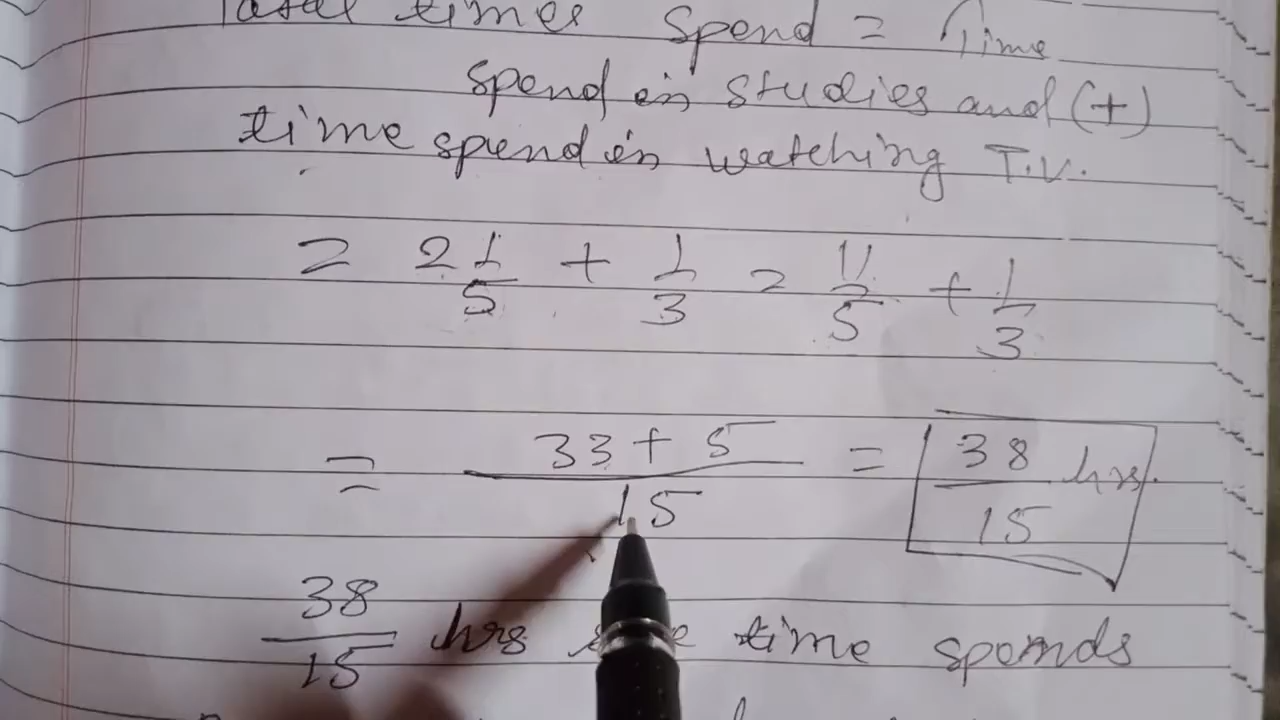 times Spend = Time
spend in studies and (+)
time spend in watching T.V.
= 2 1/5 + 1/3 = 11/5 + 1/3
= 33 + 5 / 15 = 38/15 hrs.
38/15 hrs time spends